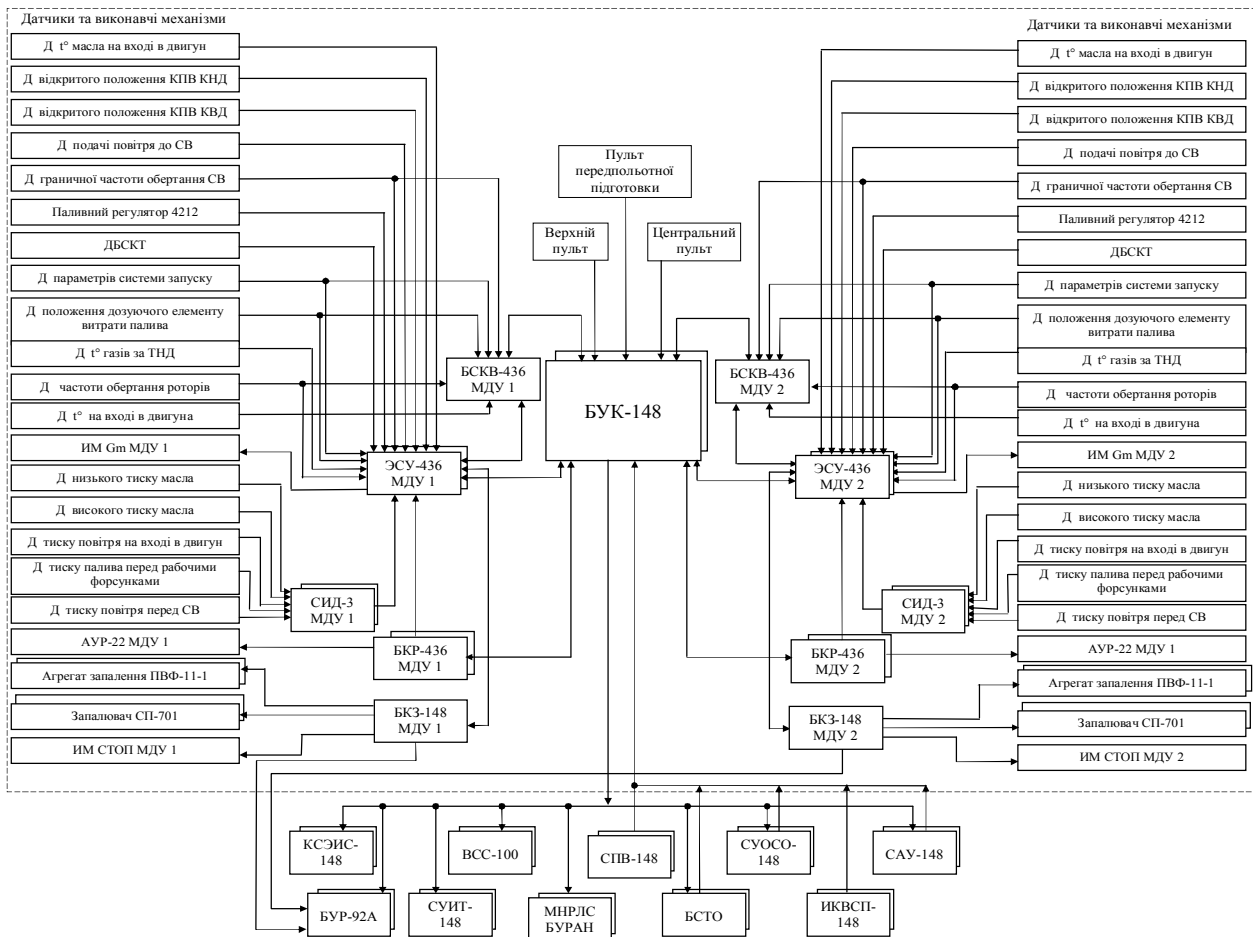 Датчики та виконавчі механізми
Д t° масла на вході в двигун
Д відкритого положення КПВ КНД
Д відкритого положення КПВ КВД
Д подачі повітря до СВ
Д граничної частоти обертання СВ
Паливний регулятор 4212
ДБСКТ
Д параметрів системи запуску
Д положення дозуючого елементу
витрати палива
Д t° газів за ТНД
Д частоти обертання роторів
Д t° на вході в двигуна
ИМ Gm МДУ 1
Д низького тиску масла
Д високого тиску масла
Д тиску повітря на вході в двигун
Д тиску палива перед рабочими
форсунками
Д тиску повітря перед СВ
АУР-22 МДУ 1
Агрегат запалення ПВФ-11-1
Запалювач СП-701
ИМ СТОП МДУ 1
Пульт
передпольотної
підготовки
Верхній
пульт
Центральний
пульт
БСКВ-436
МДУ 1
БУК-148
БСКВ-436
МДУ 2
ЭСУ-436
МДУ 1
ЭСУ-436
МДУ 2
СИД-3
МДУ 1
СИД-3
МДУ 2
БКР-436
МДУ 1
БКР-436
МДУ 2
БКЗ-148
МДУ 1
БКЗ-148
МДУ 2
Датчики та виконавчі механізми
Д t° масла на вході в двигун
Д відкритого положення КПВ КНД
Д відкритого положення КПВ КВД
Д подачі повітря до СВ
Д граничної частоти обертання СВ
Паливний регулятор 4212
ДБСКТ
Д параметрів системи запуску
Д положення дозуючого елементу
витрати палива
Д t° газів за ТНД
Д частоти обертання роторів
Д t° на вході в двигуна
ИМ Gm МДУ 2
Д низького тиску масла
Д високого тиску масла
Д тиску повітря на вході в двигун
Д тиску палива перед рабочими
форсунками
Д тиску повітря перед СВ
АУР-22 МДУ 1
Агрегат запалення ПВФ-11-1
Запалювач СП-701
ИМ СТОП МДУ 2
КСЭИС-
148
ВСС-100
СПВ-148
СУОСО-
148
САУ-148
БУР-92А
СУИТ-
148
МНРЛС
БУРАН
БСТО
ИКВСП-
148